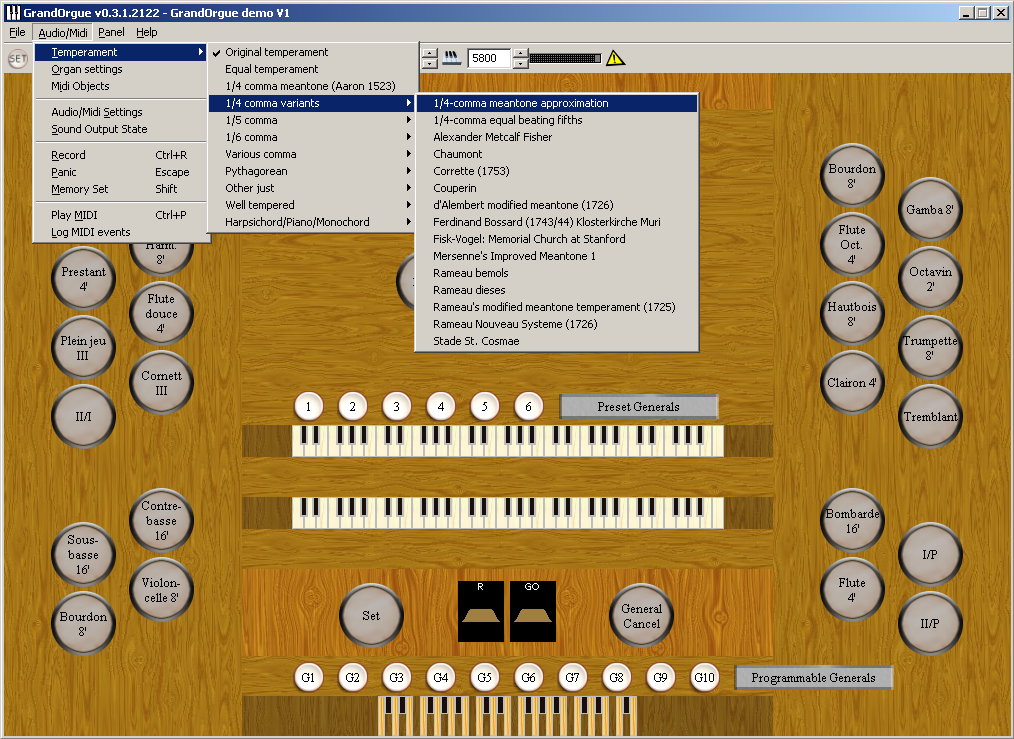 GrandOrgue v0.3.1.2122 - GrandOrgue demo V1
File Audio/Midi Panel Help
SET
5800
Temperament
Organ settings
Midi Objects
Audio/Midi Settings
Sound Output State
Record Ctrl+R
Panic Escape
Memory Set Shift
Play MIDI Ctrl+P
Log MIDI events
Original temperament
Equal temperament
1/4 comma meantone (Aaron 1523)
1/4 comma variants
1/5 comma
1/6 comma
Various comma
Pythagorean
Other just
Well tempered
Harpsichord/Piano/Monochord
1/4-comma meantone approximation
1/4-comma equal beating fifths
Alexander Metcalf Fisher
Chaumont
Corrette (1753)
Couperin
d'Alembert modified meantone (1726)
Ferdinand Bossard (1743/44) Klosterkirche Muri
Fisk-Vogel: Memorial Church at Stanford
Mersenne's Improved Meantone 1
Rameau bemols
Rameau dieses
Rameau's modified meantone temperament (1725)
Rameau Nouveau Systeme (1726)
Stade St. Cosmae
Harm.
8'
Prestant
4'
Flute
douce
4'
Plein jeu
III
Cornett
III
II/I
Contre-
basse
16'
Sous-
basse
16'
Violon-
celle 8'
Bourdon
8'
Bourdon
8'
Gamba 8'
Flute
Oct.
4'
Octavin
2'
Hautbois
8'
Trumpette
8'
Clairon 4'
Tremblant
Bombarde
16'
I/P
Flute
4'
II/P
1 2 3 4 5 6 Preset Generals
Set
R GO
General
Cancel
G1 G2 G3 G4 G5 G6 G7 G8 G9 G10 Programmable Generals